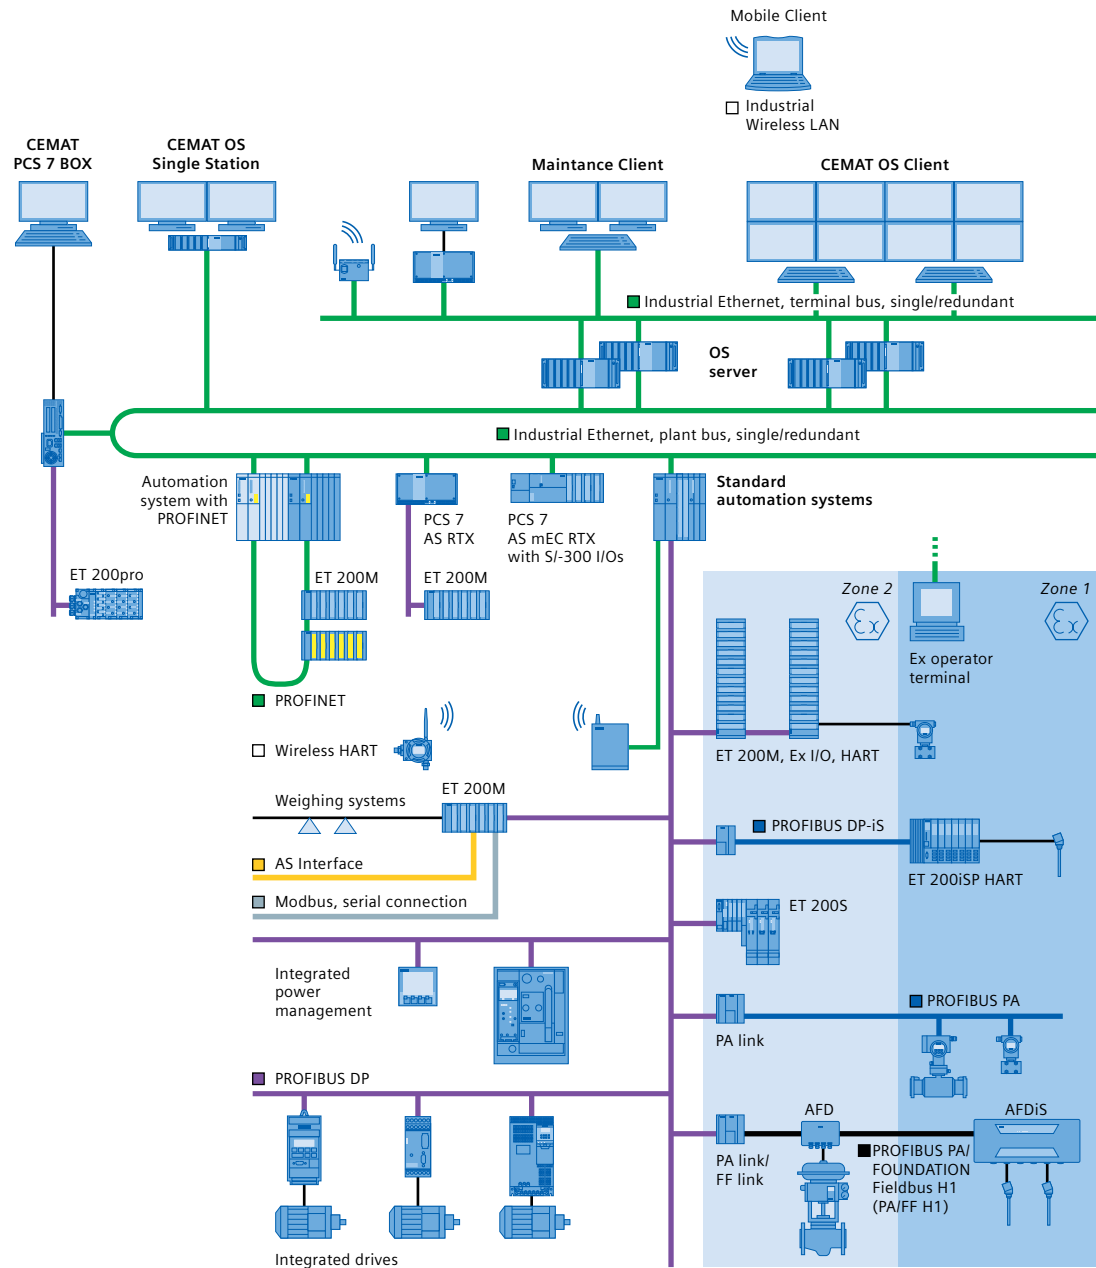 Mobile Client
Industrial
Wireless LAN
CEMAT
PCS 7 BOX
CEMAT OS
Single Station
Maintance Client
CEMAT OS Client
Industrial Ethernet, terminal bus, single/redundant
OS
server
Industrial Ethernet, plant bus, single/redundant
Automation
system with
PROFINET
PCS 7
AS RTX
PCS 7
AS mEC RTX
with S/-300 I/Os
Standard
automation systems
ET 200pro
ET 200M
ET 200M
Zone 2
Ex
Zone 1
Ex
Ex operator
terminal
PROFINET
Wireless HART
ET 200M, Ex I/O, HART
Weighing systems
ET 200M
PROFIBUS DP-iS
AS Interface
ET 200iSP HART
Modbus, serial connection
ET 200S
Integrated
power
management
PROFIBUS PA
PA link
PROFIBUS DP
AFD
AFDiS
PA link/
FF link
PROFIBUS PA/
FOUNDATION
Fieldbus H1
(PA/FF H1)
Integrated drives